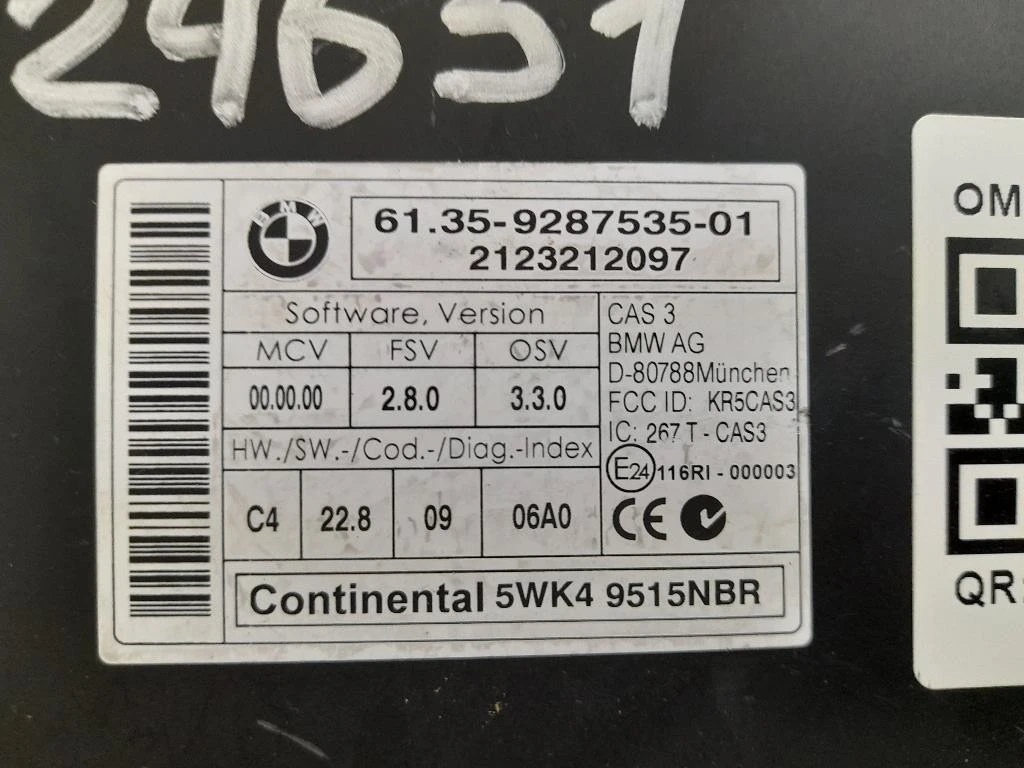 24651
BMW
61.35-9287535-01
2123212097
Software, Version
MCV FSV OSV
00.00.00 2.8.0 3.3.0
HW./SW.-/Cod.-/Diag.-Index
C4 22.8 09 06A0
CAS 3
BMW AG
D-80788München
FCC ID: KR5CAS3
IC: 267 T - CAS3
E24 116RI - 000003
CE
Continental 5WK4 9515NBR
OM